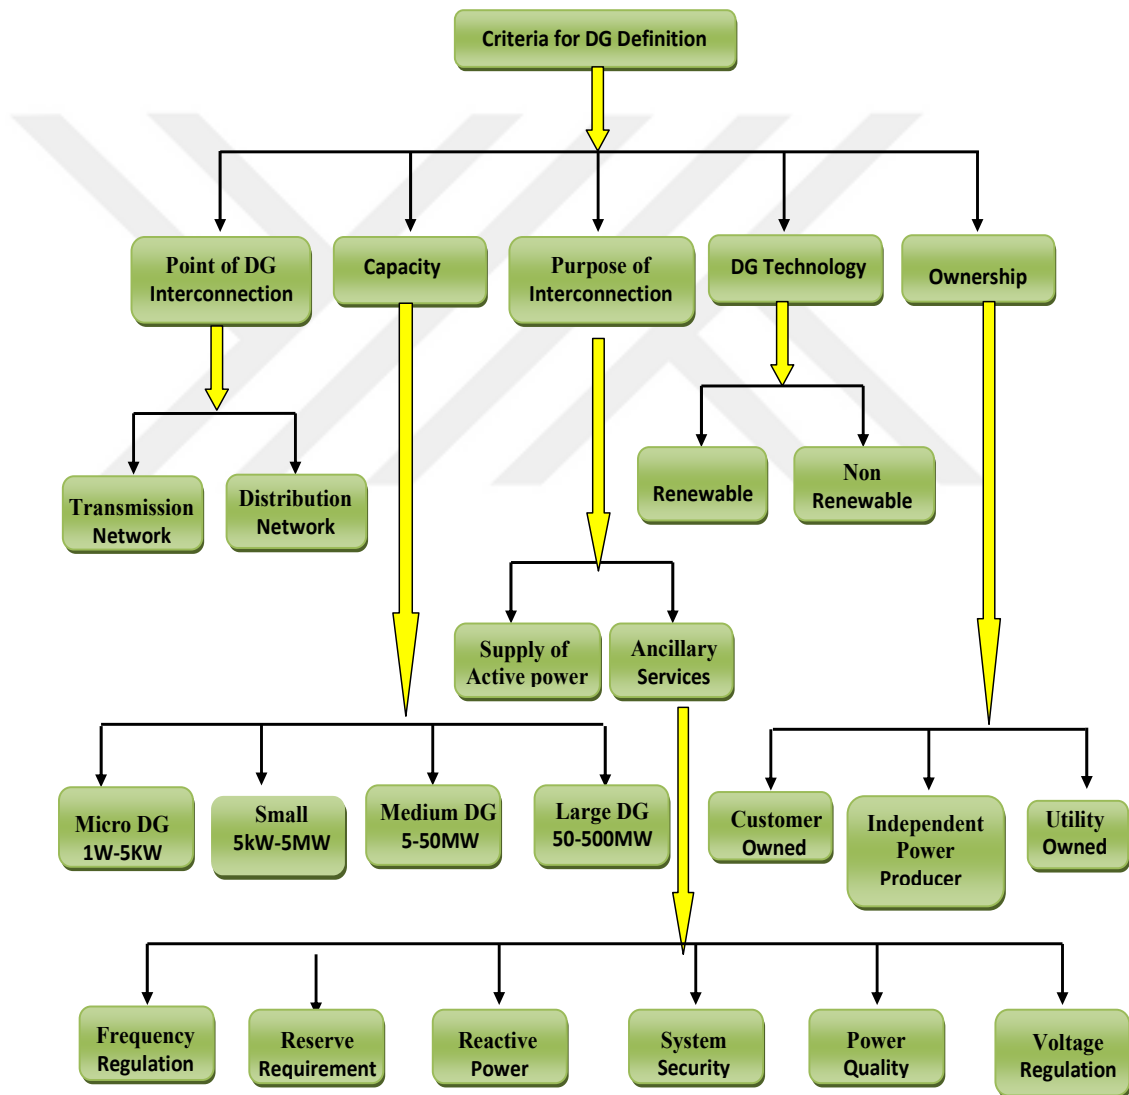 Criteria for DG Definition
Point of DG
Interconnection
Capacity
Purpose of
Interconnection
DG Technology
Ownership
Transmission
Network
Distribution
Network
Renewable
Non
Renewable
Supply of
Active power
Ancillary
Services
Micro DG
1W-5KW
Small
5kW-5MW
Medium DG
5-50MW
Large DG
50-500MW
Customer
Owned
Independent
Power
Producer
Utility
Owned
Frequency
Regulation
Reserve
Requirement
Reactive
Power
System
Security
Power
Quality
Voltage
Regulation